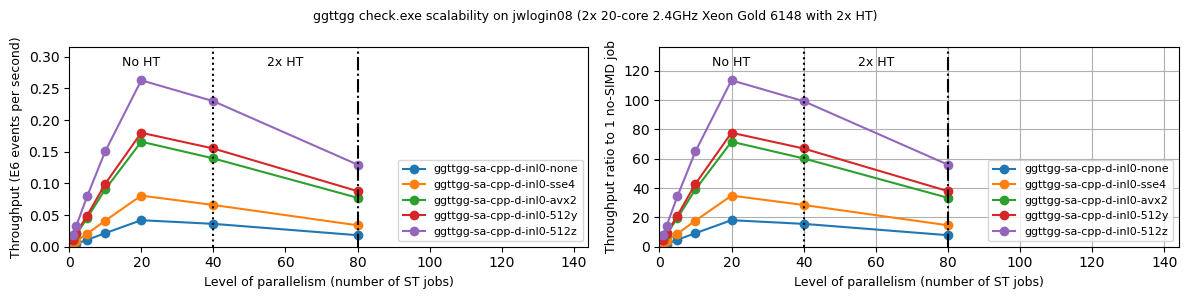 ggttgg check.exe scalability on jwlogin08 (2x 20-core 2.4GHz Xeon Gold 6148 with 2x HT)
Throughput (E6 events per second)
0.30
0.25
0.20
0.15
0.10
0.05
0.00
No HT
2x HT
ggttgg-sa-cpp-d-inl0-none
ggttgg-sa-cpp-d-inl0-sse4
ggttgg-sa-cpp-d-inl0-avx2
ggttgg-sa-cpp-d-inl0-512y
ggttgg-sa-cpp-d-inl0-512z
0 20 40 60 80 100 120 140
Level of parallelism (number of ST jobs)
Throughput ratio to 1 no-SIMD job
120
100
80
60
40
20
0
No HT
2x HT
ggttgg-sa-cpp-d-inl0-none
ggttgg-sa-cpp-d-inl0-sse4
ggttgg-sa-cpp-d-inl0-avx2
ggttgg-sa-cpp-d-inl0-512y
ggttgg-sa-cpp-d-inl0-512z
0 20 40 60 80 100 120 140
Level of parallelism (number of ST jobs)